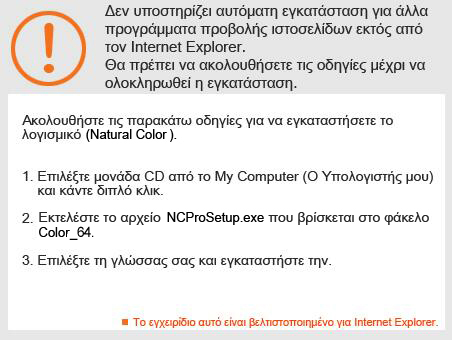 Δεν υποστηρίζει αυτόματη εγκατάσταση για άλλα
προγράμματα προβολής ιστοσελίδων εκτός από
τον Internet Explorer.
Θα πρέπει να ακολουθήσετε τις οδηγίες μέχρι να
ολοκληρωθεί η εγκατάσταση.
Ακολουθήστε τις παρακάτω οδηγίες για να εγκαταστήσετε το
λογισμικό (Natural Color ).
1. Επιλέξτε μονάδα CD από το My Computer (Ο Υπολογιστής μου)
και κάντε διπλό κλικ.
2. Εκτελέστε το αρχείο NCProSetup.exe που βρίσκεται στο φάκελο
Color_64.
3. Επιλέξτε τη γλώσσας σας και εγκαταστήστε την.
Το εγχειρίδιο αυτό είναι βελτιστοποιημένο για Internet Explorer.